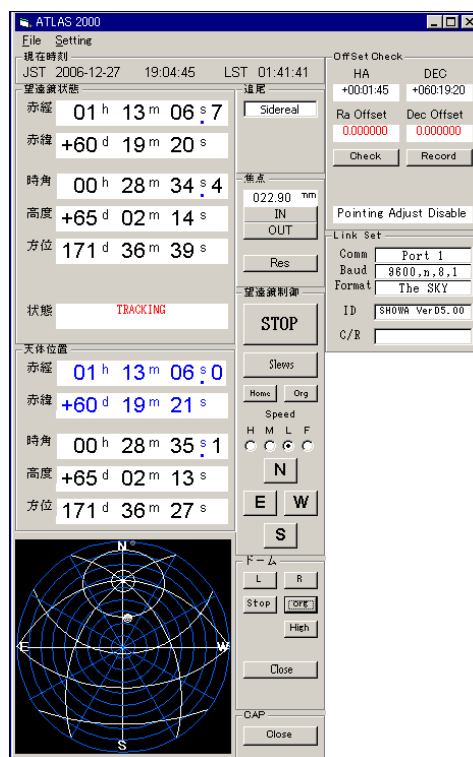 ATLAS 2000
File Setting
現在時刻
JST 2006-12-27 19:04:45 LST 01:41:41
望遠鏡状態
赤経 01 h 13 m 06 s 7
赤緯 +60 d 19 m 20 s
時角 00 h 28 m 34 s 4
高度 +65 d 02 m 14 s
方位 171 d 36 m 39 s
状態 TRACKING
天体位置
赤経 01 h 13 m 06 s 0
赤緯 +60 d 19 m 21 s
時角 00 h 28 m 35 s 1
高度 +65 d 02 m 13 s
方位 171 d 36 m 27 s
N
E W
S
追尾
Sidereal
焦点
022.90 mm
IN
OUT
Res
望遠鏡制御
STOP
Slews
Home Org
Speed
H M L F
N
E W
S
ドーム
L R
Stop org
High
Close
CAP
Close
OffSet Check
HA DEC
+00:01:45 +060:19:20
Ra Offset Dec Offset
0.000000 0.000000
Check Record
Pointing Adjust Disable
Link Set
Comm Port 1
Baud 9600,n,8,1
Format The SKY
ID SHOWA VerD5.00
C/R